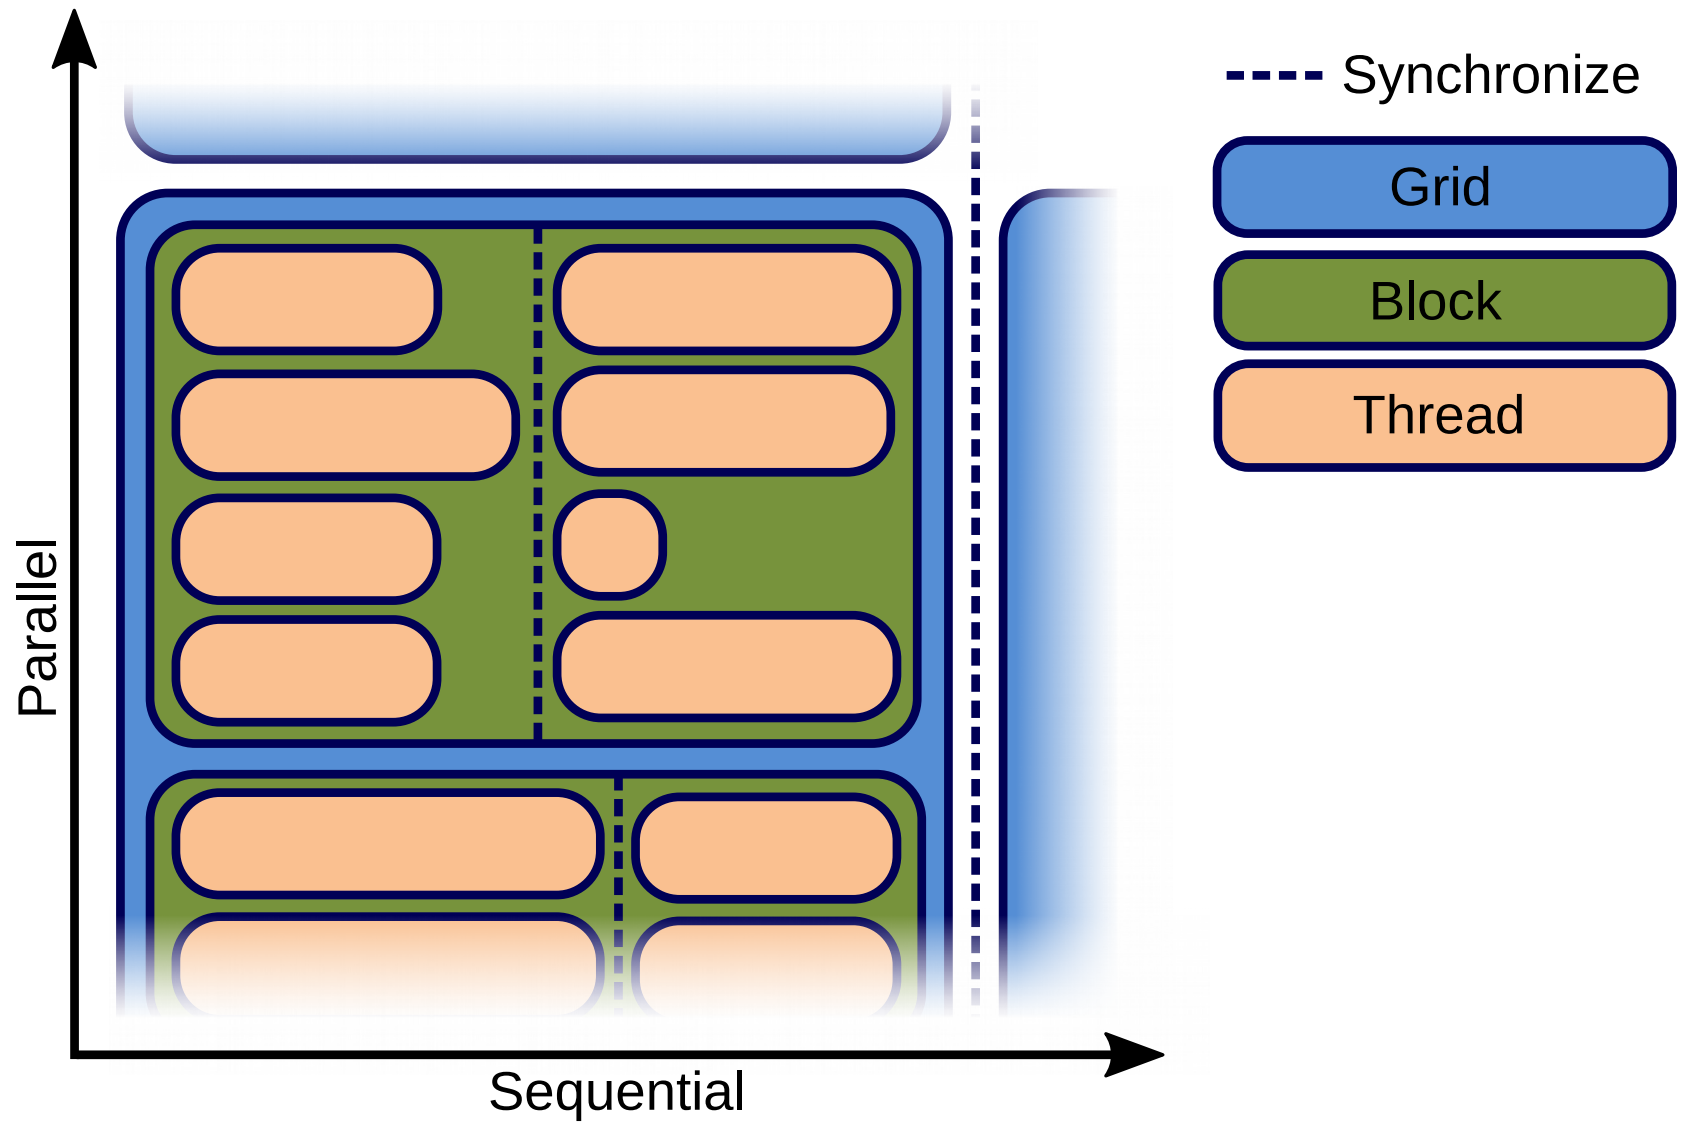 Synchronize
Grid
Block
Thread
Parallel
Sequential